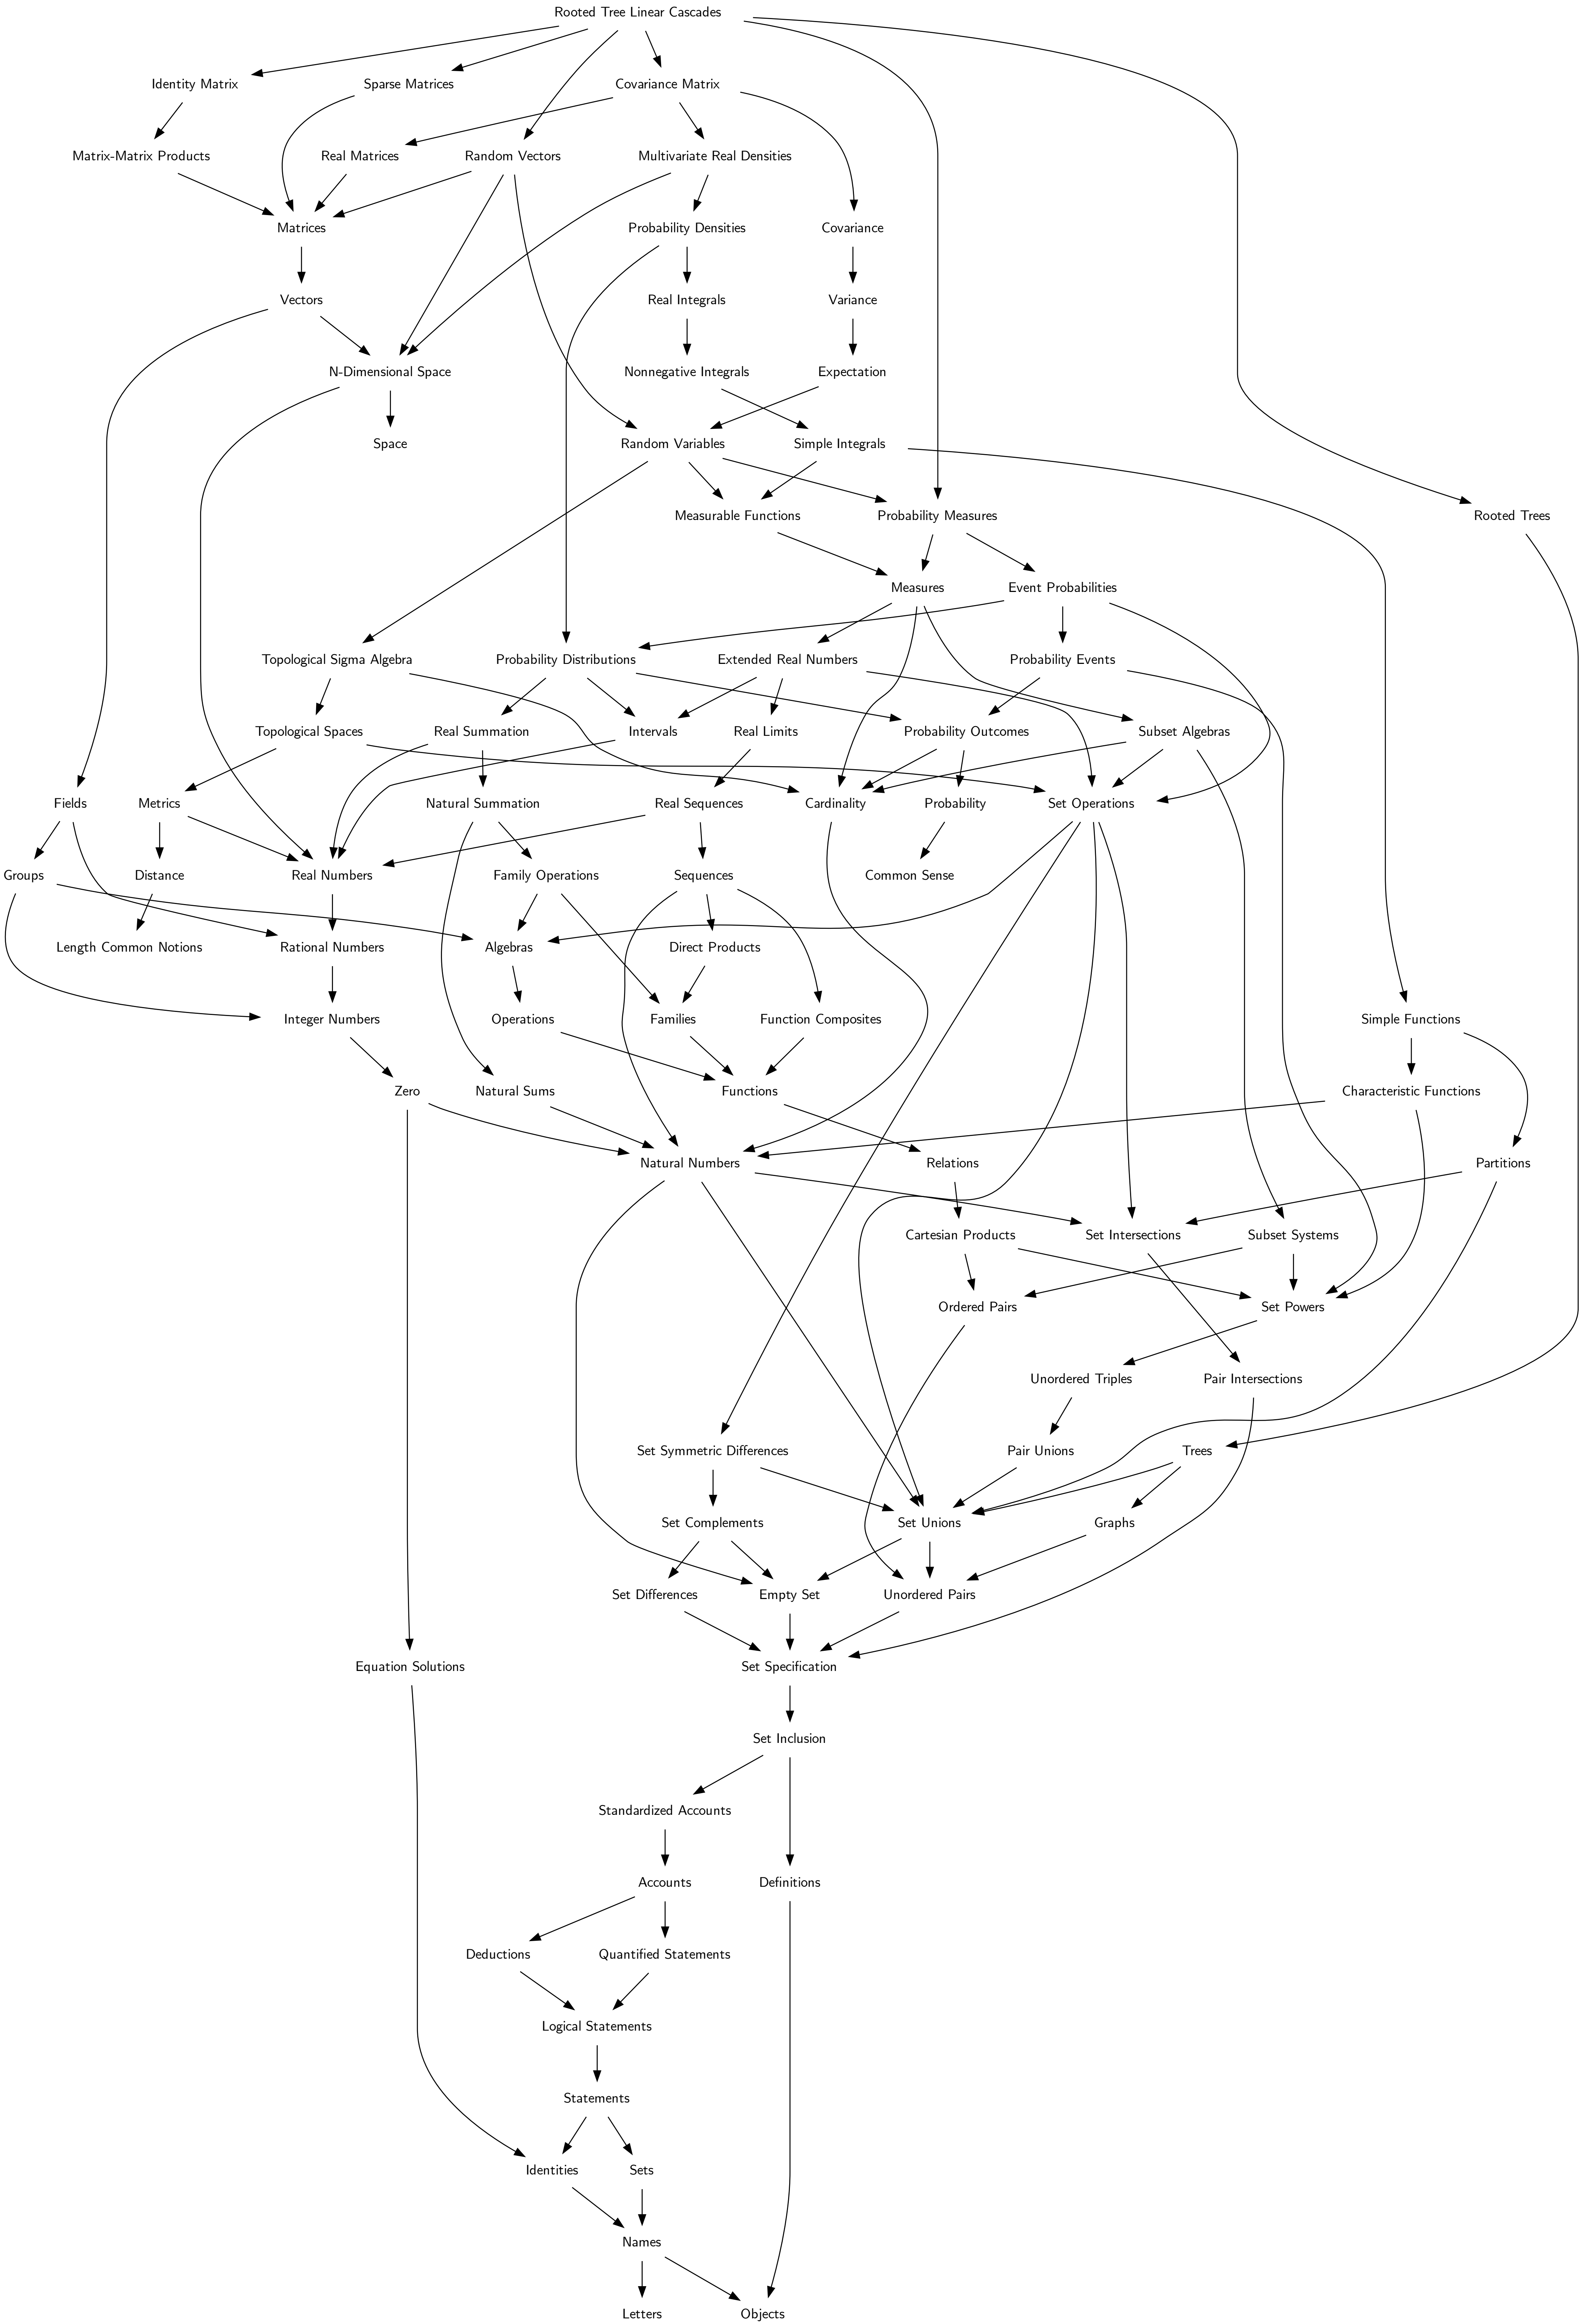 Rooted Tree Linear Cascades
Identity Matrix
Sparse Matrices
Covariance Matrix
Matrix-Matrix Products
Real Matrices
Random Vectors
Multivariate Real Densities
Matrices
Probability Densities
Covariance
Vectors
Real Integrals
Variance
N-Dimensional Space
Nonnegative Integrals
Expectation
Space
Random Variables
Simple Integrals
Measurable Functions
Probability Measures
Rooted Trees
Measures
Event Probabilities
Topological Sigma Algebra
Probability Distributions
Extended Real Numbers
Probability Events
Topological Spaces
Real Summation
Intervals
Real Limits
Probability Outcomes
Subset Algebras
Fields
Metrics
Natural Summation
Real Sequences
Cardinality
Probability
Set Operations
Groups
Distance
Real Numbers
Family Operations
Sequences
Common Sense
Length Common Notions
Rational Numbers
Algebras
Direct Products
Integer Numbers
Operations
Families
Function Composites
Simple Functions
Zero
Natural Sums
Functions
Characteristic Functions
Natural Numbers
Relations
Partitions
Cartesian Products
Set Intersections
Subset Systems
Ordered Pairs
Set Powers
Unordered Triples
Pair Intersections
Set Symmetric Differences
Pair Unions
Trees
Set Complements
Set Unions
Graphs
Set Differences
Empty Set
Unordered Pairs
Equation Solutions
Set Specification
Set Inclusion
Standardized Accounts
Accounts
Definitions
Deductions
Quantified Statements
Logical Statements
Statements
Identities
Sets
Names
Letters
Objects